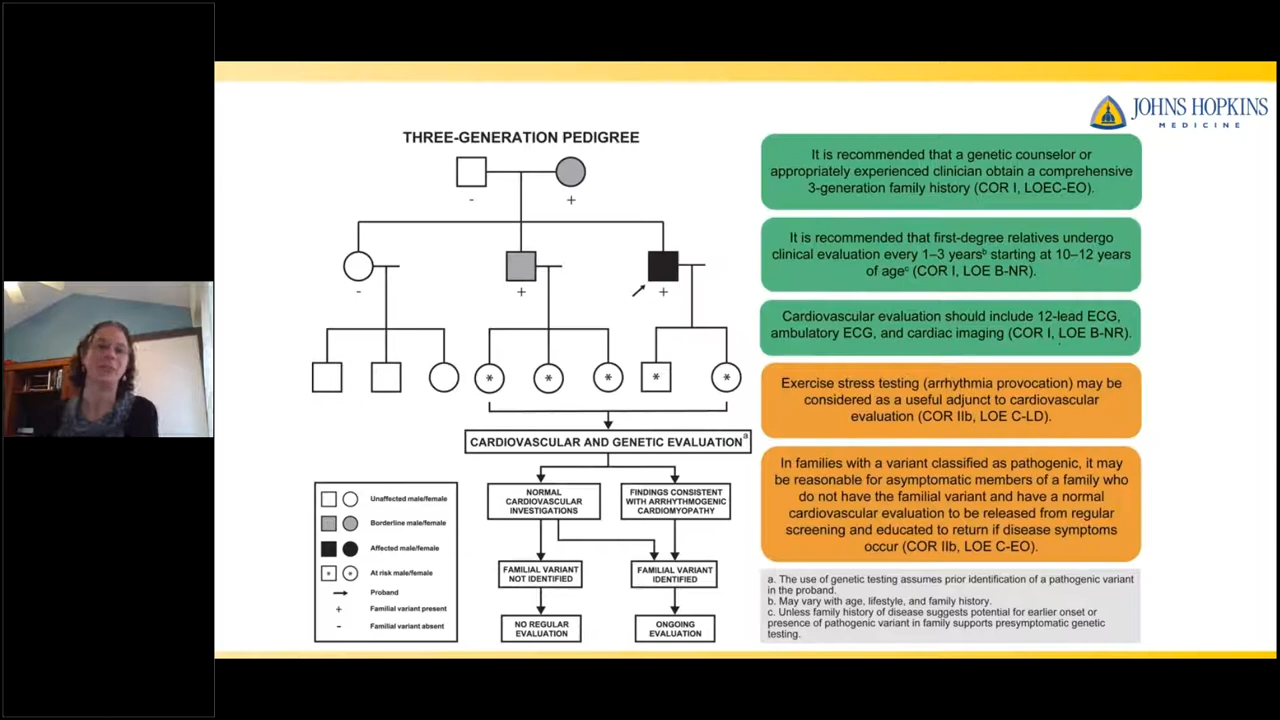 JOHNS HOPKINS
MEDICINE
THREE-GENERATION PEDIGREE
-
+
-
+
+
*
*
*
*
*
CARDIOVASCULAR AND GENETIC EVALUATIONᵃ
NORMAL
CARDIOVASCULAR
INVESTIGATIONS
FINDINGS CONSISTENT
WITH ARRHYTHMOGENIC
CARDIOMYOPATHY
FAMILIAL VARIANT
NOT IDENTIFIED
FAMILIAL VARIANT
IDENTIFIED
NO REGULAR
EVALUATION
ONGOING
EVALUATION
Unaffected male/female
Borderline male/female
Affected male/female
* * At risk male/female
Proband
+ Familial variant present
- Familial variant absent
It is recommended that a genetic counselor or
appropriately experienced clinician obtain a comprehensive
3-generation family history (COR I, LOEC-EO).
It is recommended that first-degree relatives undergo
clinical evaluation every 1–3 yearsᵇ starting at 10–12 years
of ageᶜ (COR I, LOE B-NR).
Cardiovascular evaluation should include 12-lead ECG,
ambulatory ECG, and cardiac imaging (COR I, LOE B-NR).
Exercise stress testing (arrhythmia provocation) may be
considered as a useful adjunct to cardiovascular
evaluation (COR IIb, LOE C-LD).
In families with a variant classified as pathogenic, it may
be reasonable for asymptomatic members of a family who
do not have the familial variant and have a normal
cardiovascular evaluation to be released from regular
screening and educated to return if disease symptoms
occur (COR IIb, LOE C-EO).
a. The use of genetic testing assumes prior identification of a pathogenic variant
in the proband.
b. May vary with age, lifestyle, and family history.
c. Unless family history of disease suggests potential for earlier onset or
presence of pathogenic variant in family supports presymptomatic genetic
testing.